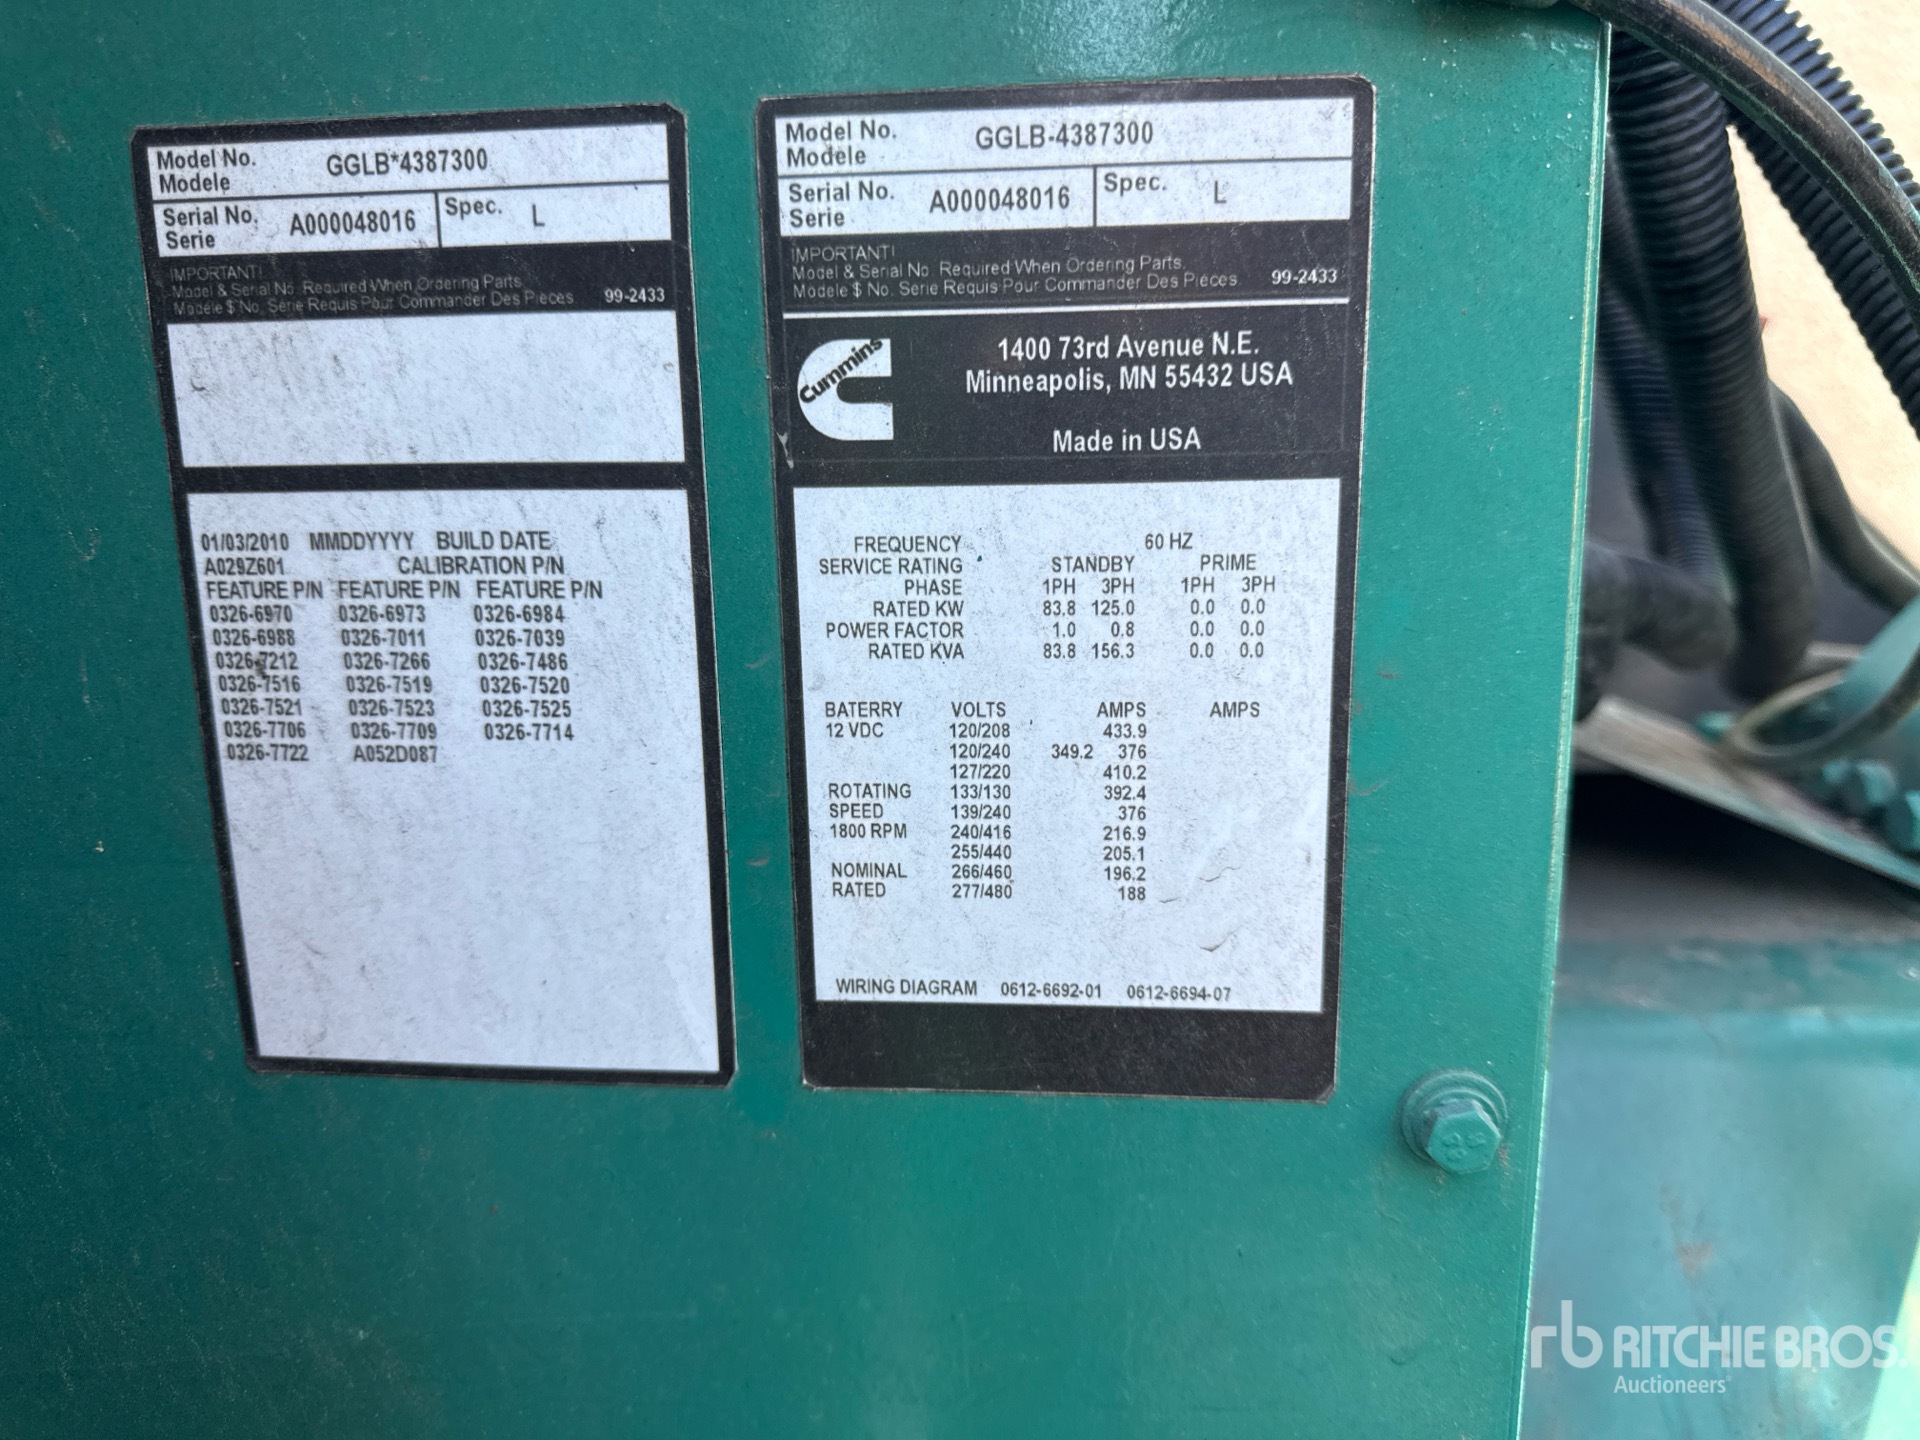 Model No. GGLB*4387300
Modele
Serial No. A000048016 Spec. L
Serie
IMPORTANT!
Model & Serial No. Required When Ordering Parts
Modele $ No. Serie Requis Pour Commander Des Pieces 99-2433
01/03/2010 MMDDYYYY BUILD DATE
A029Z601 CALIBRATION P/N
FEATURE P/N FEATURE P/N FEATURE P/N
0326-6970 0326-6973 0326-6984
0326-6988 0326-7011 0326-7039
0326-7212 0326-7266 0326-7486
0326-7516 0326-7519 0326-7520
0326-7521 0326-7523 0326-7525
0326-7706 0326-7709 0326-7714
0326-7722 A052D087
Model No. GGLB-4387300
Modele
Serial No. A000048016 Spec. L
Serie
IMPORTANT!
Model & Serial No. Required When Ordering Parts
Modele $ No. Serie Requis Pour Commander Des Pieces 99-2433
Cummins
1400 73rd Avenue N.E.
Minneapolis, MN 55432 USA
Made in USA
FREQUENCY 60 HZ
SERVICE RATING STANDBY PRIME
PHASE 1PH 3PH 1PH 3PH
RATED KW 83.8 125.0 0.0 0.0
POWER FACTOR 1.0 0.8 0.0 0.0
RATED KVA 83.8 156.3 0.0 0.0
BATERRY VOLTS AMPS AMPS
12 VDC 120/208 433.9
120/240 349.2 376
127/220 410.2
ROTATING 133/130 392.4
SPEED 139/240 376
1800 RPM 240/416 216.9
255/440 205.1
NOMINAL 266/460 196.2
RATED 277/480 188
WIRING DIAGRAM 0612-6692-01 0612-6694-07
rb RITCHIE BROS.
Auctioneers